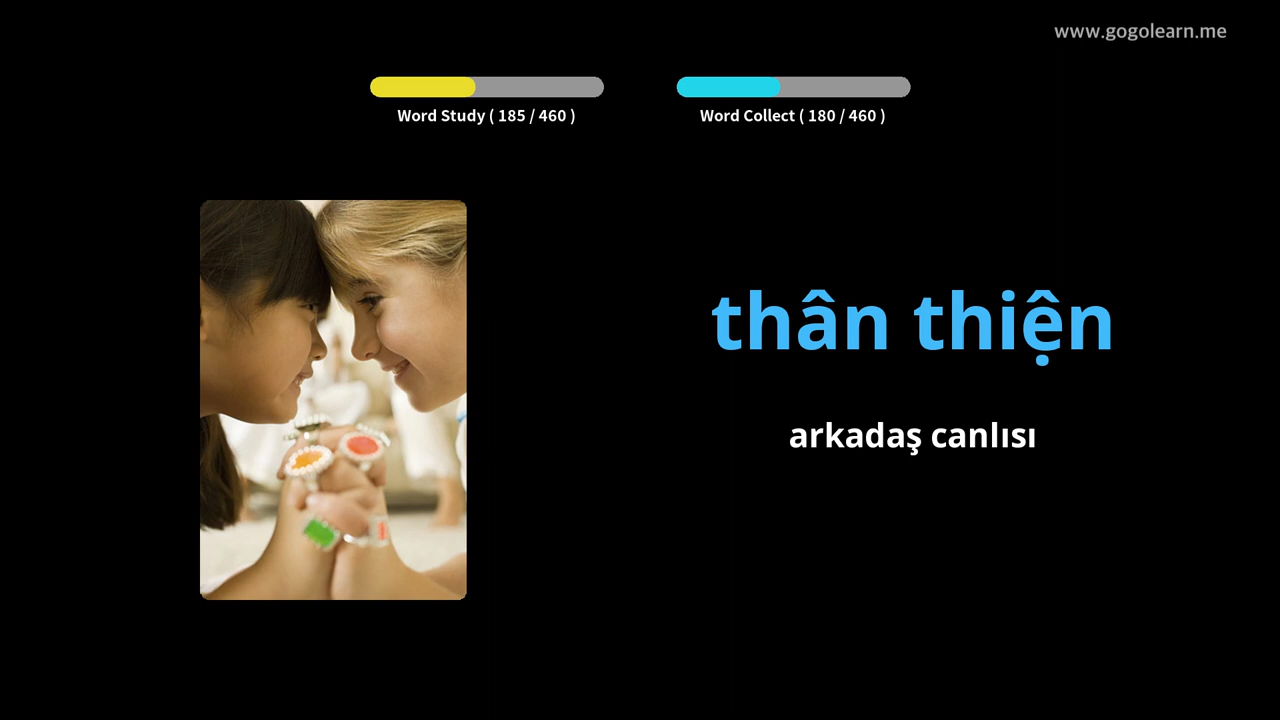 www.gogolearn.me
Word Study ( 185 / 460 )
Word Collect ( 180 / 460 )
thân thiện
arkadaş canlısı